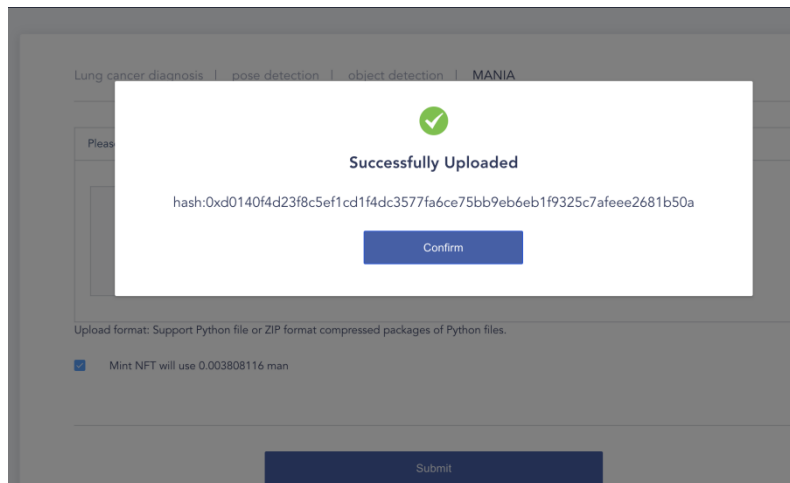 Lung cancer diagnosis | pose detection | object detection | MANIA
Pleas
Successfully Uploaded
hash:0xd0140f4d23f8c5ef1cd1f4dc3577fa6ce75bb9eb6eb1f9325c7afeee2681b50a
Confirm
Upload format: Support Python file or ZIP format compressed packages of Python files.
Mint NFT will use 0.003808116 man
Submit